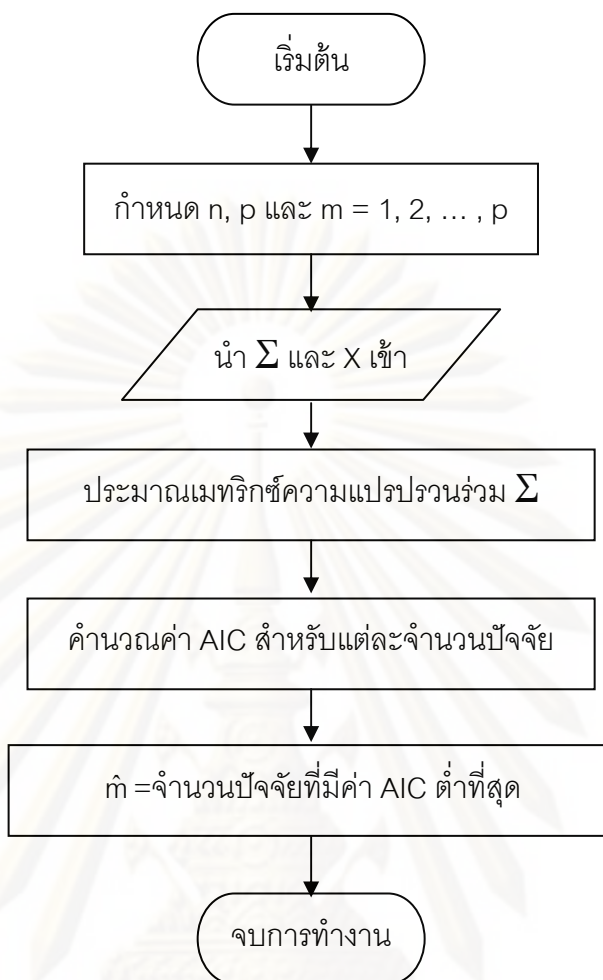 เริ่มต้น
กำหนด n, p และ m = 1, 2, … , p
นำ Σ และ X เข้า
ประมาณเมทริกซ์ความแปรปรวนร่วม Σ
คำนวณค่า AIC สำหรับแต่ละจำนวนปัจจัย
m̂ =จำนวนปัจจัยที่มีค่า AIC ต่ำที่สุด
จบการทำงาน